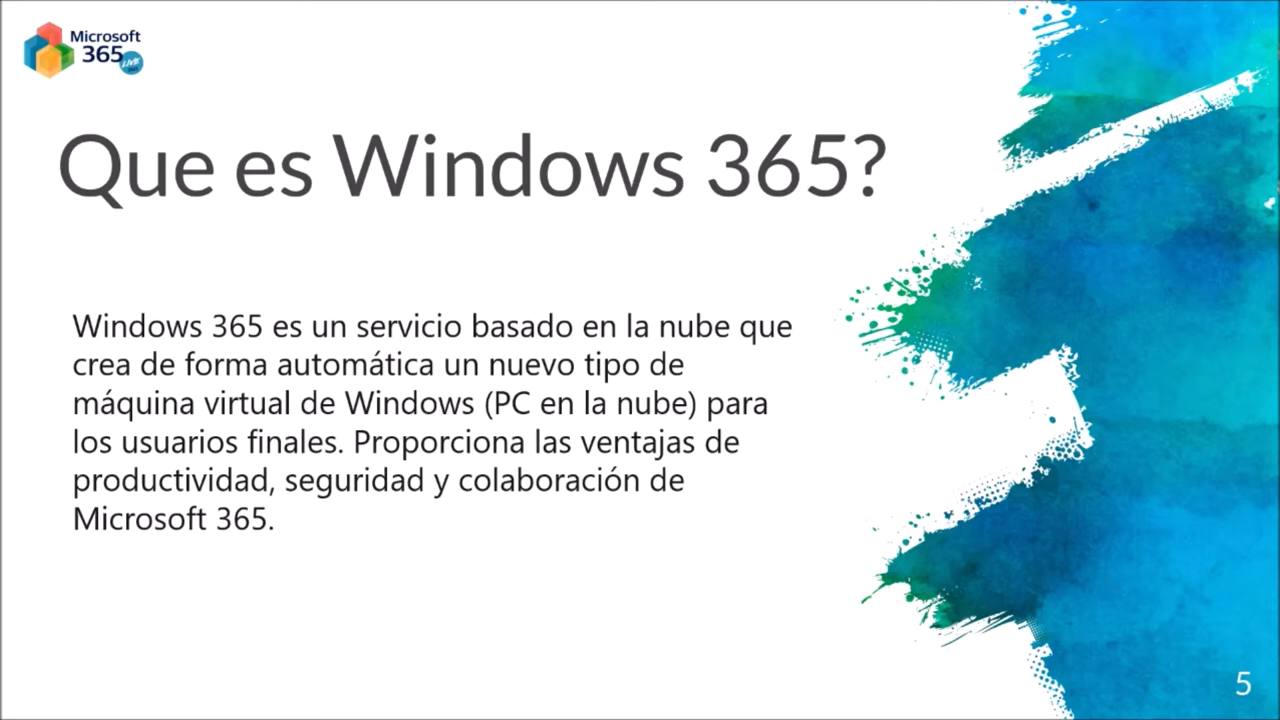 Microsoft
365
LIVE
Que es Windows 365?
Windows 365 es un servicio basado en la nube que
crea de forma automática un nuevo tipo de
máquina virtual de Windows (PC en la nube) para
los usuarios finales. Proporciona las ventajas de
productividad, seguridad y colaboración de
Microsoft 365.
5